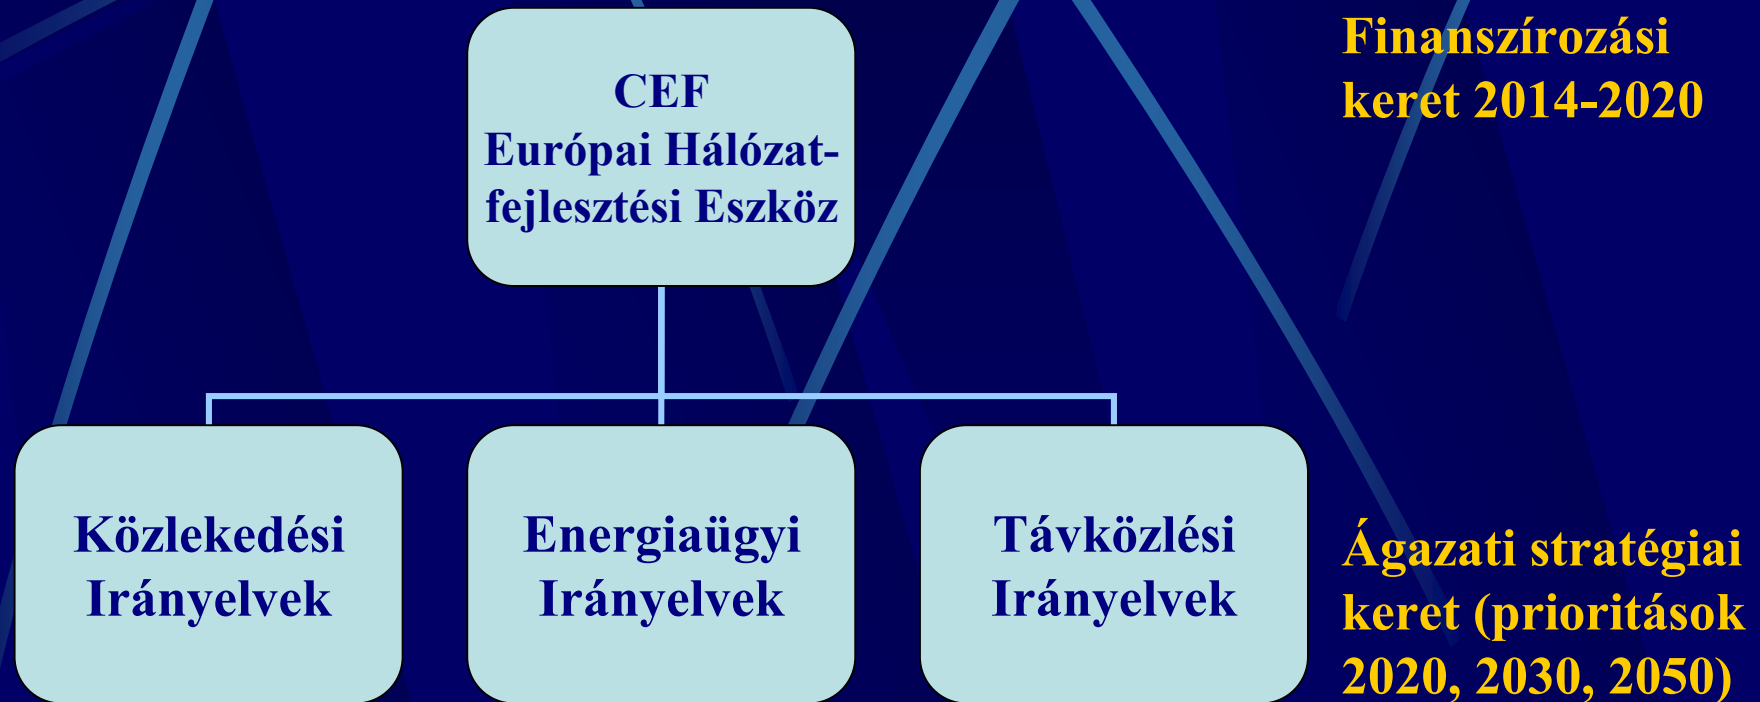 CEF
Európai Hálózat-
fejlesztési Eszköz
Finanszírozási
keret 2014-2020
Közlekedési
Irányelvek
Energiaügyi
Irányelvek
Távközlési
Irányelvek
Ágazati stratégiai
keret (prioritások
2020, 2030, 2050)